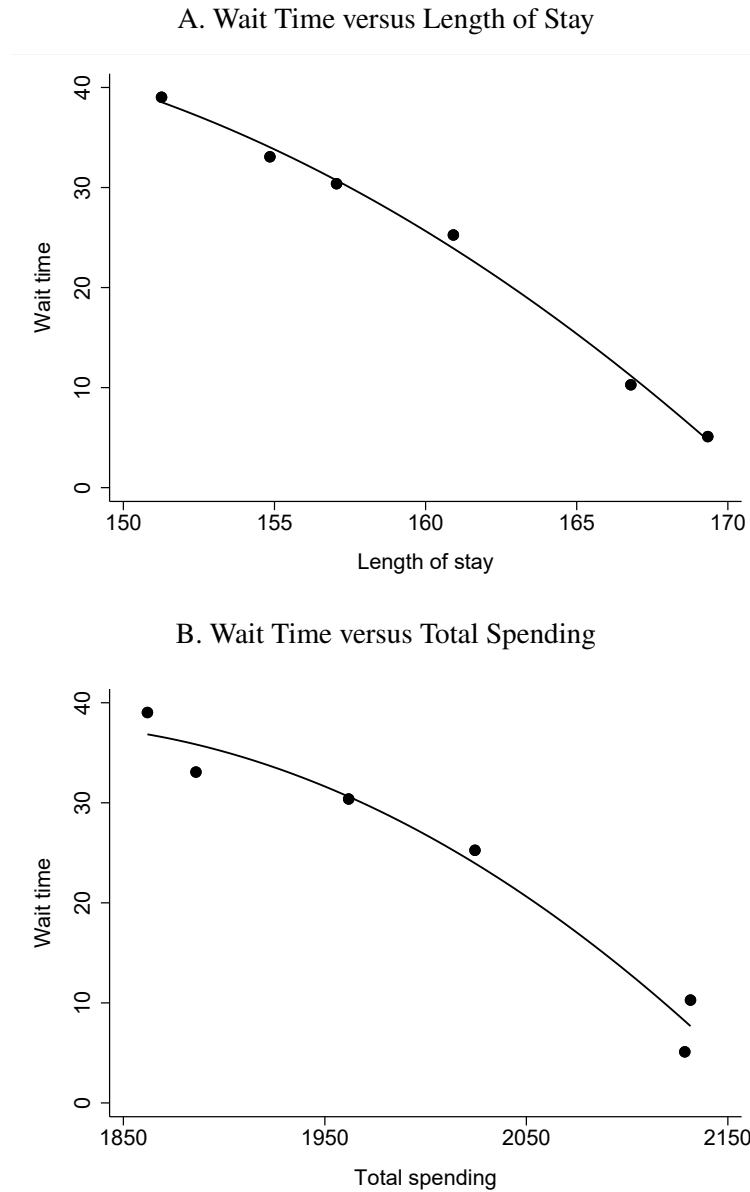 A. Wait Time versus Length of Stay
40
30
20
10
0
Wait time
150 155 160 165 170
Length of stay
B. Wait Time versus Total Spending
40
30
20
10
0
Wait time
1850 1950 2050 2150
Total spending